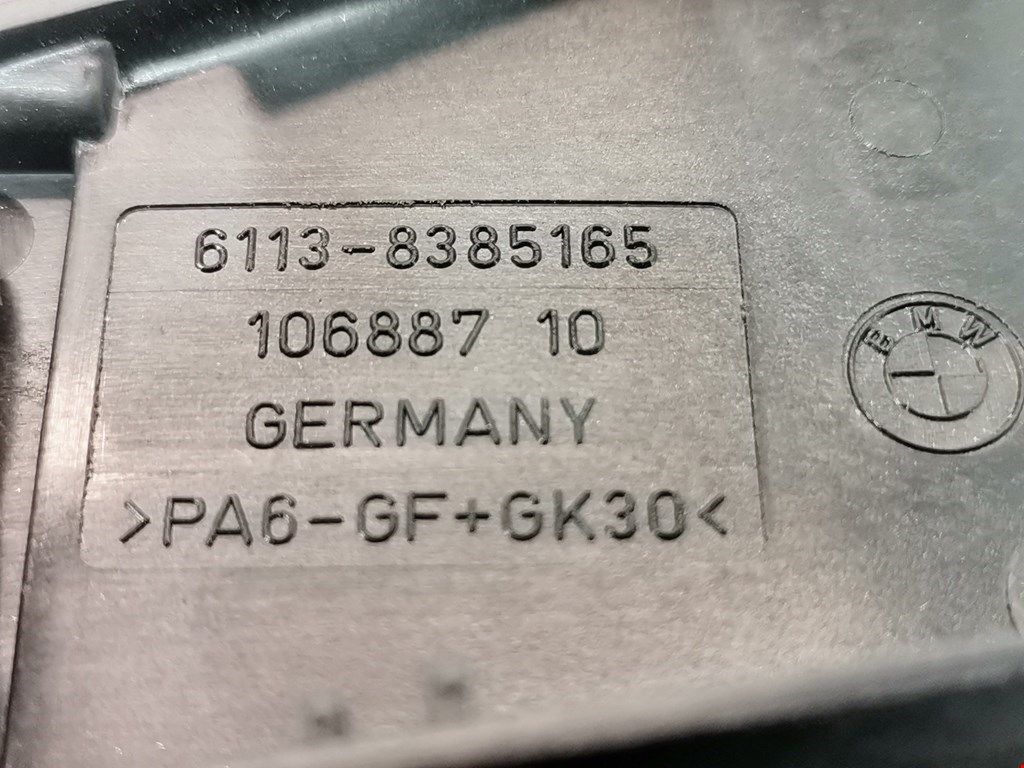 6113-8385165
106887 10
GERMANY
>PA6-GF+GK30<
BMW